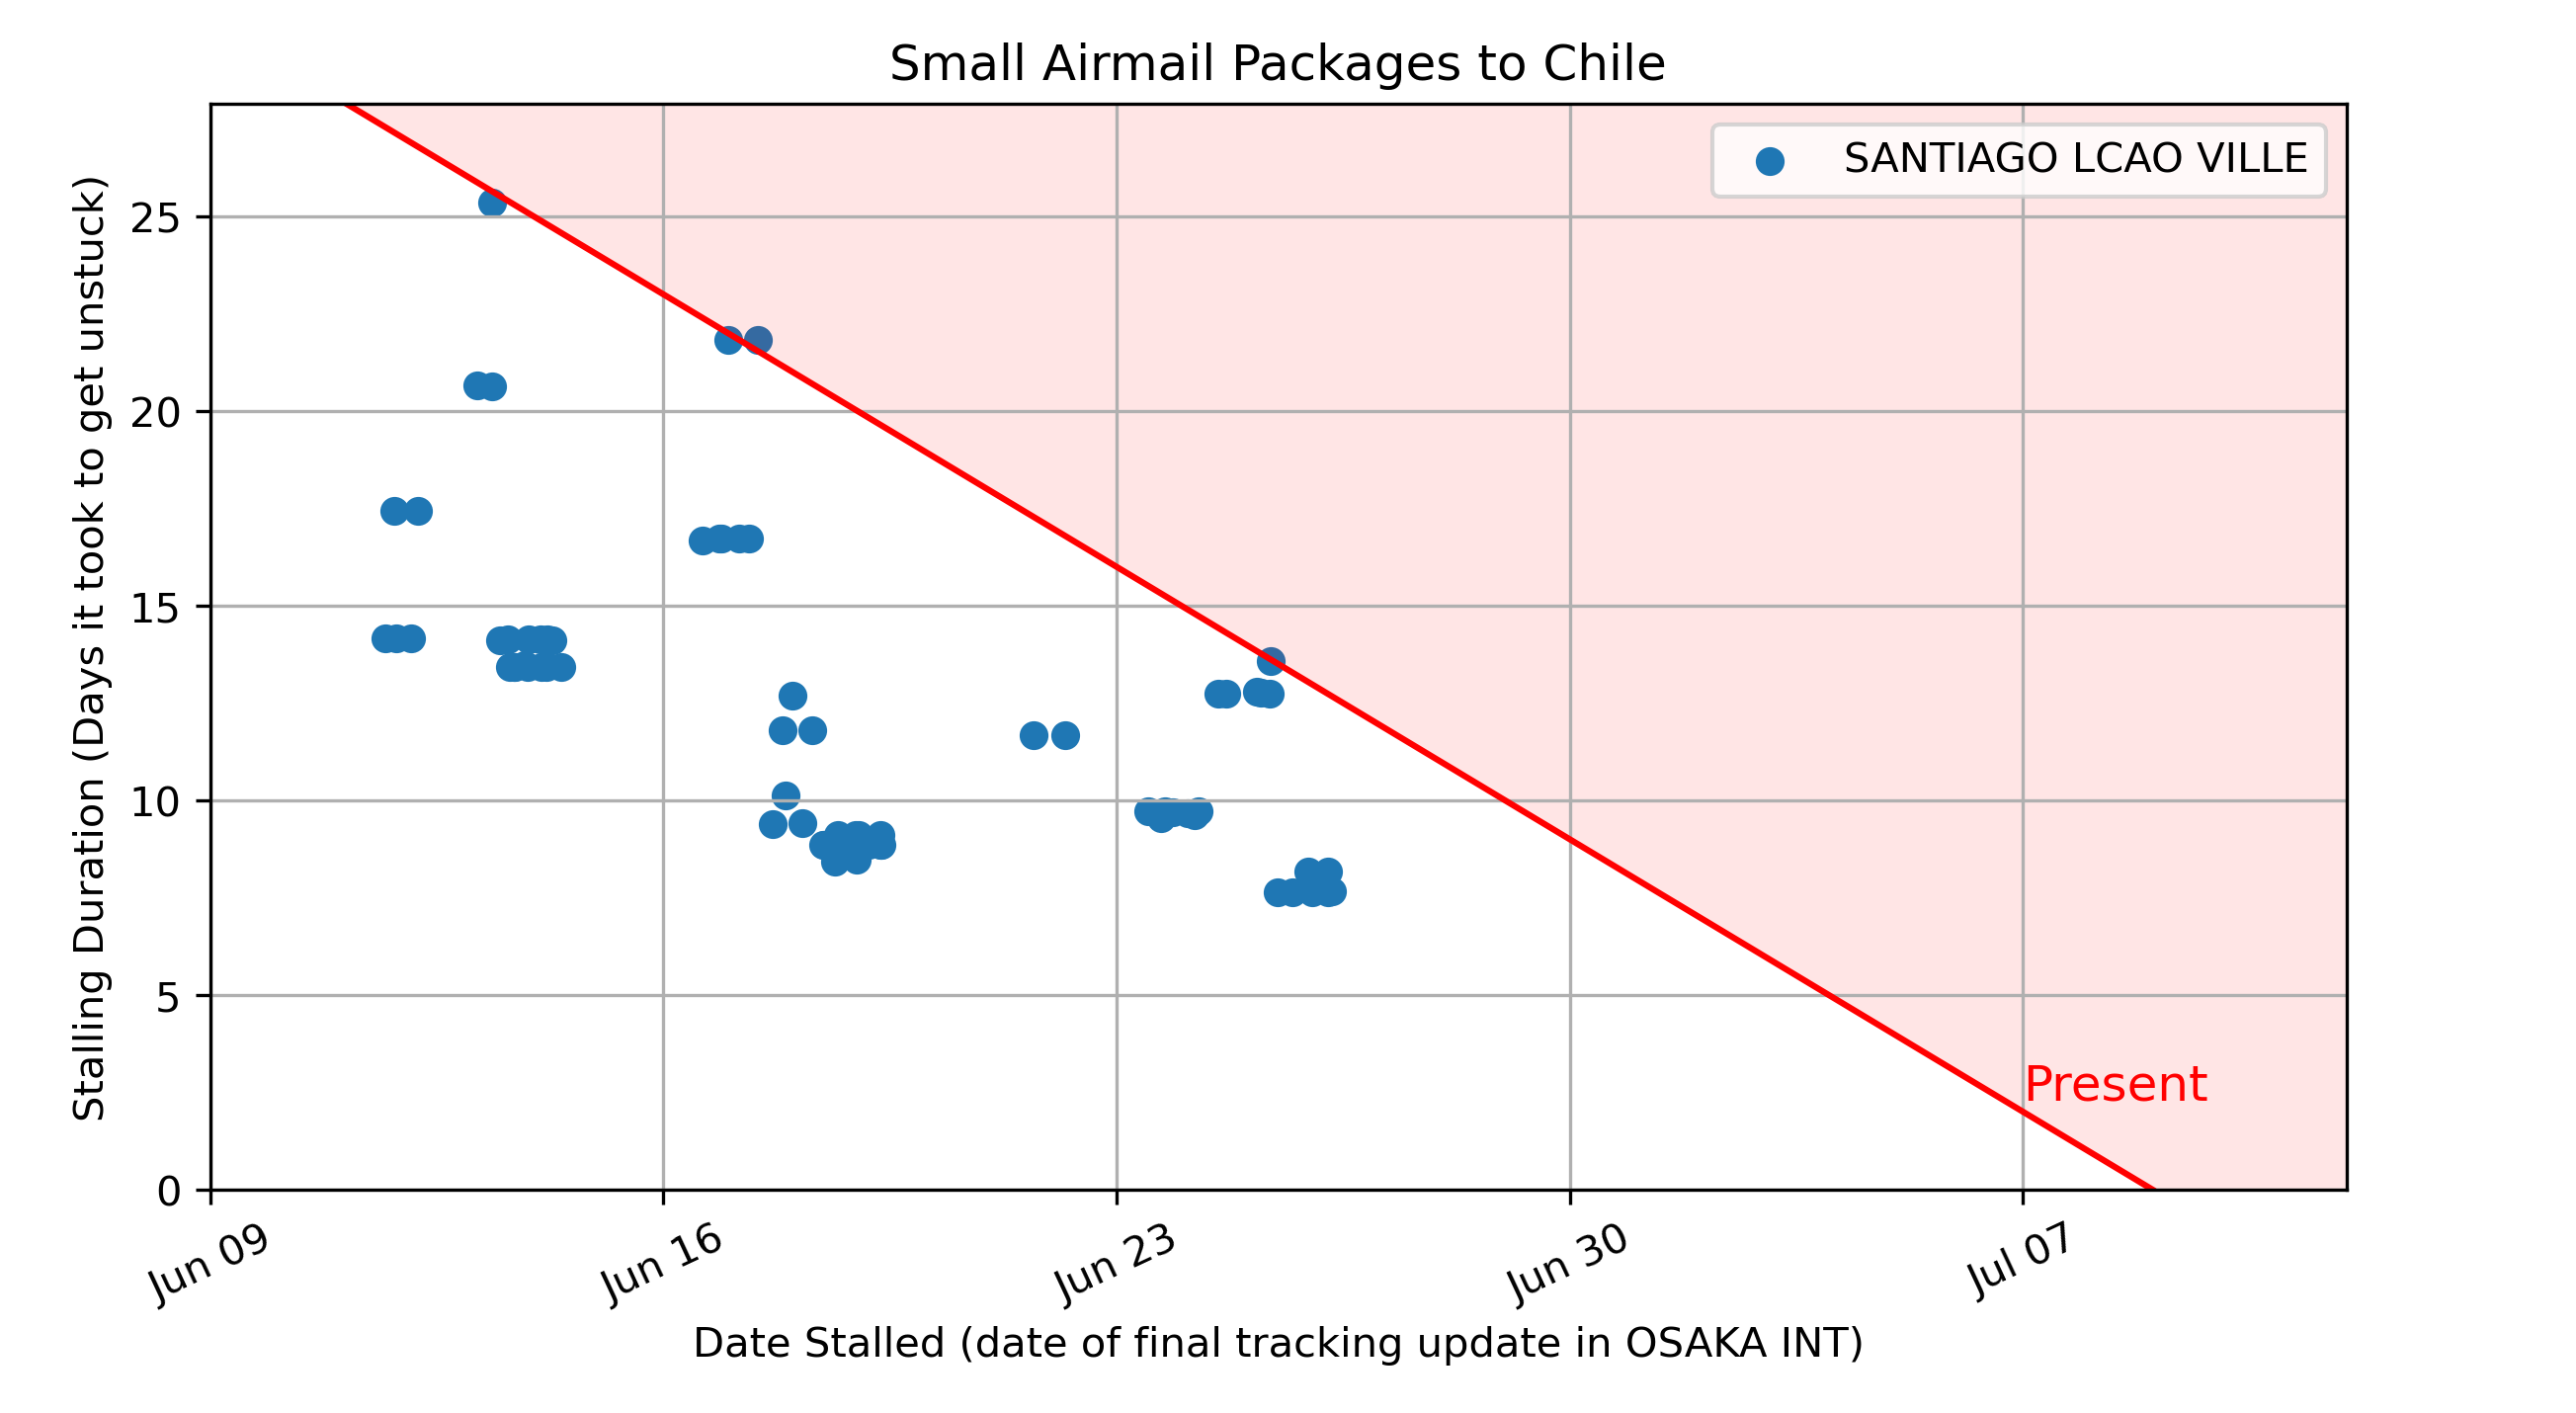 Small Airmail Packages to Chile
SANTIAGO LCAO VILLE
Stalling Duration (Days it took to get unstuck)
25
20
15
10
5
0
Present
Jun 09
Jun 16
Jun 23
Jun 30
Jul 07
Date Stalled (date of final tracking update in OSAKA INT)